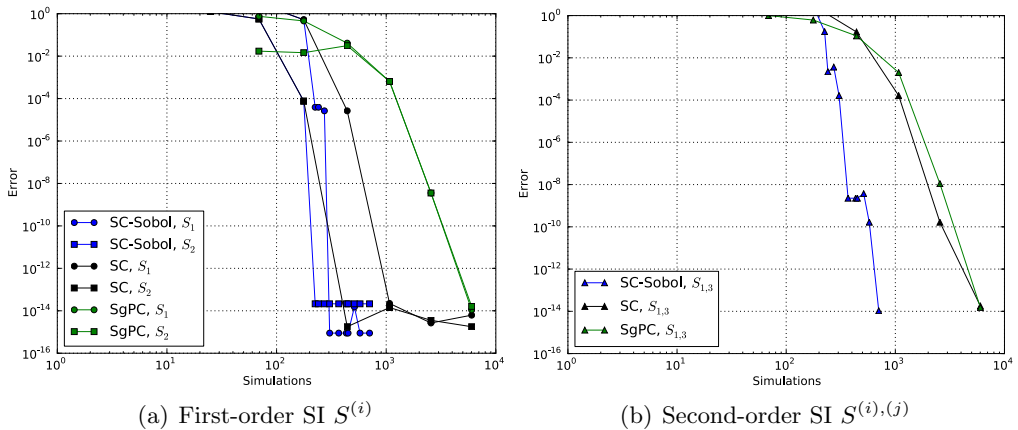 10^0
10^-2
10^-4
10^-6
10^-8
10^-10
10^-12
10^-14
10^-16
Error
SC-Sobol, S_1
SC-Sobol, S_2
SC, S_1
SC, S_2
SgPC, S_1
SgPC, S_2
10^0 10^1 10^2 10^3 10^4
Simulations
(a) First-order SI S^(i)
10^0
10^-2
10^-4
10^-6
10^-8
10^-10
10^-12
10^-14
10^-16
Error
SC-Sobol, S_1,3
SC, S_1,3
SgPC, S_1,3
10^0 10^1 10^2 10^3 10^4
Simulations
(b) Second-order SI S^(i),(j)